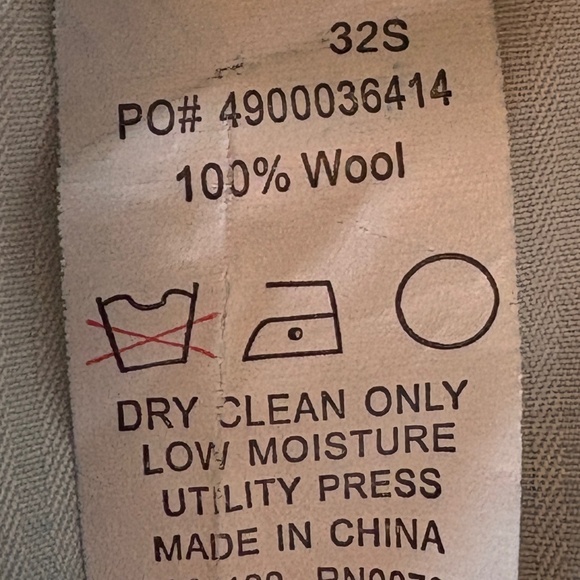 32S
PO# 4900036414
100% Wool
DRY CLEAN ONLY
LOW MOISTURE
UTILITY PRESS
MADE IN CHINA